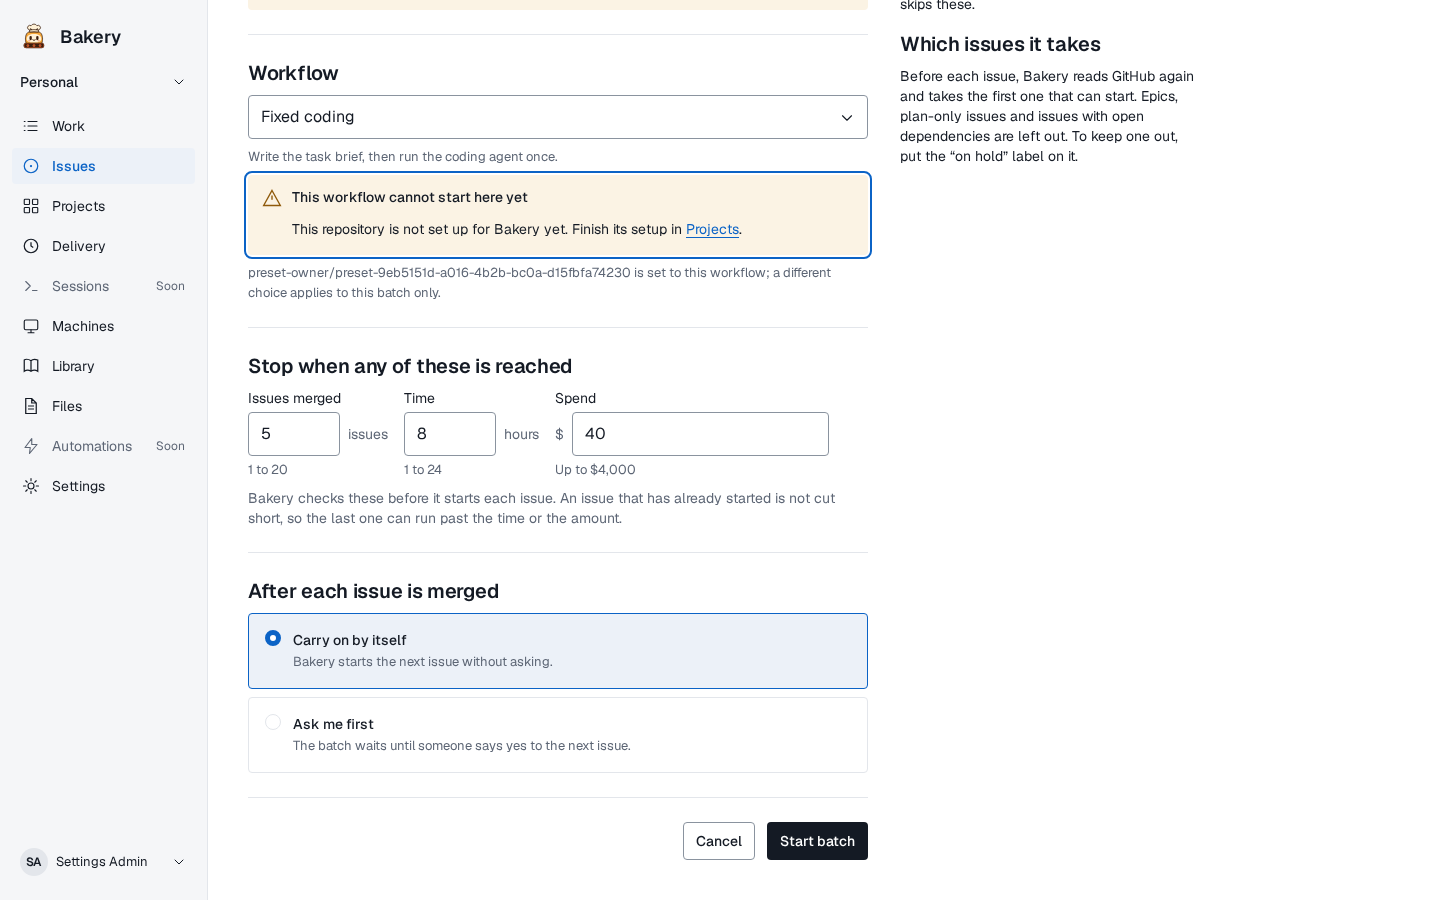 Bakery
Personal
Work
Issues
Projects
Delivery
Sessions Soon
Machines
Library
Files
Automations Soon
Settings
SA Settings Admin
Workflow
Fixed coding
Write the task brief, then run the coding agent once.
This workflow cannot start here yet
This repository is not set up for Bakery yet. Finish its setup in Projects.
preset-owner/preset-9eb5151d-a016-4b2b-bc0a-d15fbfa74230 is set to this workflow; a different
choice applies to this batch only.
Stop when any of these is reached
Issues merged Time Spend
5 issues 8 hours $ 40
1 to 20 1 to 24 Up to $4,000
Bakery checks these before it starts each issue. An issue that has already started is not cut
short, so the last one can run past the time or the amount.
After each issue is merged
Carry on by itself
Bakery starts the next issue without asking.
Ask me first
The batch waits until someone says yes to the next issue.
Cancel Start batch
skips these.
Which issues it takes
Before each issue, Bakery reads GitHub again
and takes the first one that can start. Epics,
plan-only issues and issues with open
dependencies are left out. To keep one out,
put the “on hold” label on it.